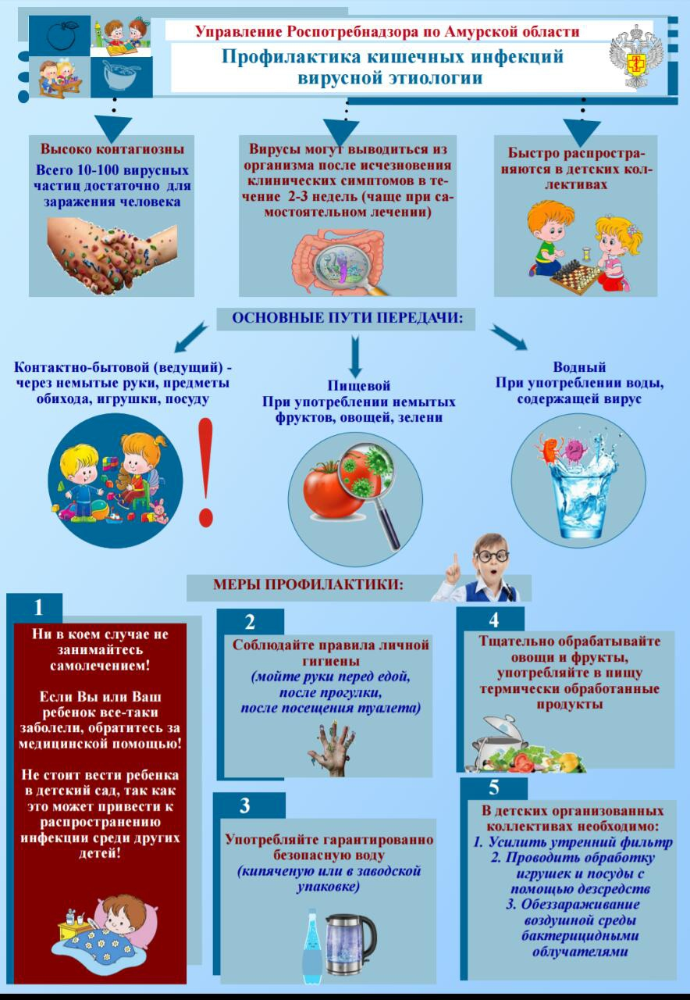 Управление Роспотребнадзора по Амурской области
Профилактика кишечных инфекций
вирусной этиологии
Высоко контагиозны
Всего 10-100 вирусных
частиц достаточно для
заражения человека
Вирусы могут выводиться из
организма после исчезновения
клинических симптомов в те-
чение 2-3 недель (чаще при са-
мостоятельном лечении)
Быстро распростра-
няются в детских кол-
лективах
ОСНОВНЫЕ ПУТИ ПЕРЕДАЧИ:
Контактно-бытовой (ведущий) -
через немытые руки, предметы
обихода, игрушки, посуду
Пищевой
При употреблении немытых
фруктов, овощей, зелени
Водный
При употреблении воды,
содержащей вирус
МЕРЫ ПРОФИЛАКТИКИ:
1
Ни в коем случае не
занимайтесь
самолечением!
Если Вы или Ваш
ребенок все-таки
заболели, обратитесь за
медицинской помощью!
Не стоит вести ребенка
в детский сад, так как
это может привести к
распространению
инфекции среди других
детей!
2
Соблюдайте правила личной
гигиены
(мойте руки перед едой,
после прогулки,
после посещения туалета)
3
Употребляйте гарантированно
безопасную воду
(кипяченую или в заводской
упаковке)
4
Тщательно обрабатывайте
овощи и фрукты,
употребляйте в пищу
термически обработанные
продукты
5
В детских организованных
коллективах необходимо:
1. Усилить утренний фильтр
2. Проводить обработку
игрушек и посуды с
помощью дезсредств
3. Обеззараживание
воздушной среды
бактерицидными
облучателями